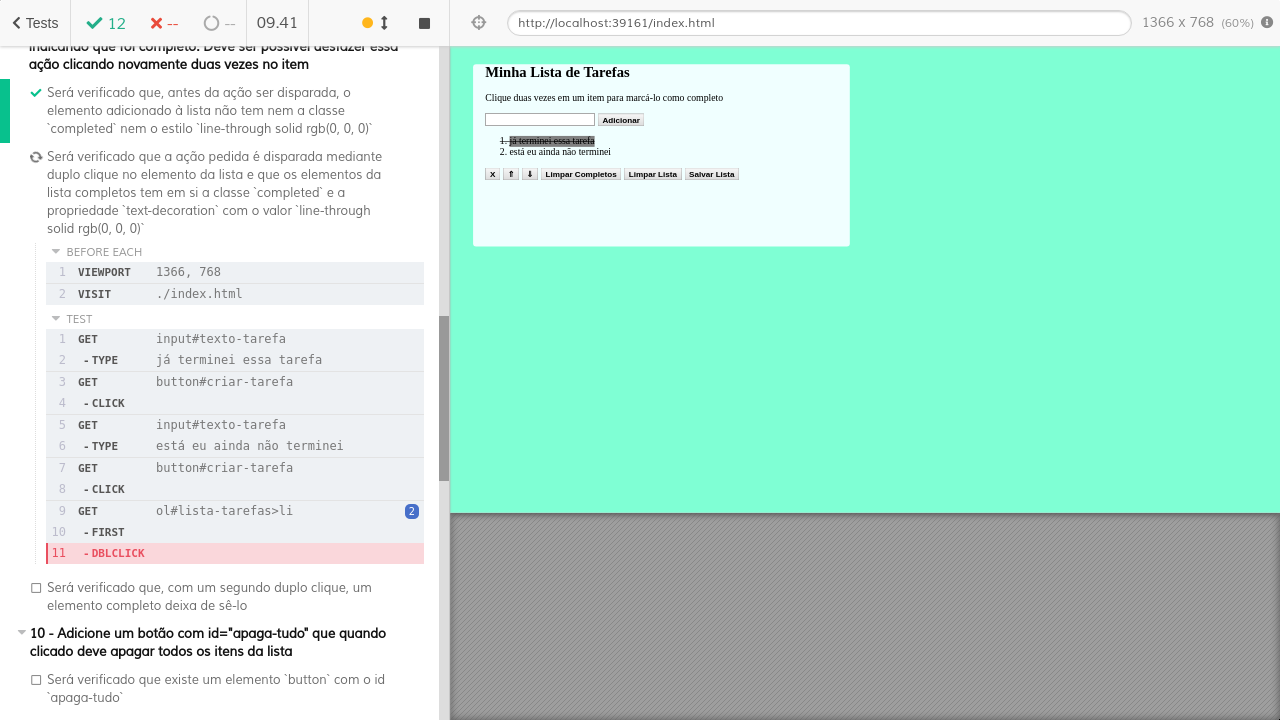 Tests
12
--
--
09.41
http://localhost:39161/index.html
1366 x 768 (60%)
indicando que foi completo. Deve ser possível desfazer essa
ação clicando novamente duas vezes no item
Será verificado que, antes da ação ser disparada, o
elemento adicionado à lista não tem nem a classe
`completed` nem o estilo `line-through solid rgb(0, 0, 0)`
Será verificado que a ação pedida é disparada mediante
duplo clique no elemento da lista e que os elementos da
lista completos tem em si a classe `completed` e a
propriedade `text-decoration` com o valor `line-through
solid rgb(0, 0, 0)`
BEFORE EACH
1 VIEWPORT 1366, 768
2 VISIT ./index.html
TEST
1 GET input#texto-tarefa
2 -TYPE já terminei essa tarefa
3 GET button#criar-tarefa
4 -CLICK
5 GET input#texto-tarefa
6 -TYPE está eu ainda não terminei
7 GET button#criar-tarefa
8 -CLICK
9 GET ol#lista-tarefas>li 2
10 -FIRST
11 -DBLCLICK
Será verificado que, com um segundo duplo clique, um
elemento completo deixa de sê-lo
10 - Adicione um botão com id="apaga-tudo" que quando
clicado deve apagar todos os itens da lista
Será verificado que existe um elemento `button` com o id
`apaga-tudo`
Minha Lista de Tarefas
Clique duas vezes em um item para marcá-lo como completo
Adicionar
1. já terminei essa tarefa
2. está eu ainda não terminei
X ⇑ ⇓ Limpar Completos Limpar Lista Salvar Lista